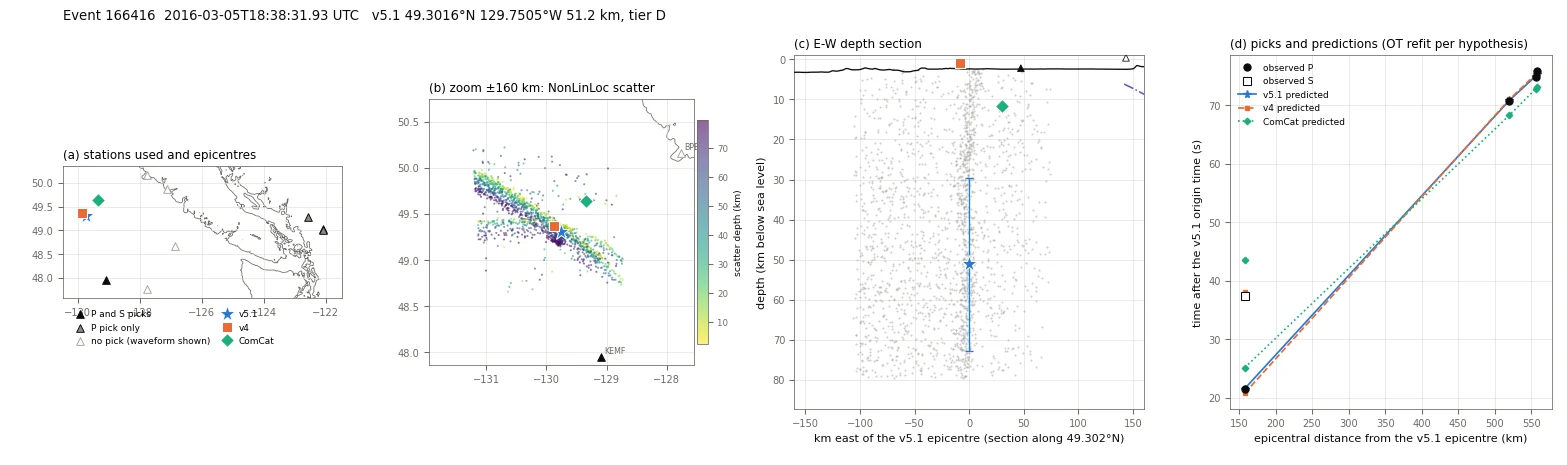 Event 166416  2016-03-05T18:38:31.93 UTC   v5.1 49.3016°N 129.7505°W 51.2 km, tier D
(a) stations used and epicentres
50.0
49.5
49.0
48.5
48.0
−130
−128
−126
−124
−122
P and S picks
P pick only
no pick (waveform shown)
v5.1
v4
ComCat
(b) zoom ±160 km: NonLinLoc scatter
50.5
50.0
49.5
49.0
48.5
48.0
−131
−130
−129
−128
KEMF
70
60
50
40
30
20
10
scatter depth (km)
(c) E-W depth section
0
10
20
30
40
50
60
70
80
depth (km below sea level)
−150
−100
−50
0
50
100
150
km east of the v5.1 epicentre (section along 49.302°N)
(d) picks and predictions (OT refit per hypothesis)
observed P
observed S
v5.1 predicted
v4 predicted
ComCat predicted
70
60
50
40
30
20
time after the v5.1 origin time (s)
150
200
250
300
350
400
450
500
550
epicentral distance from the v5.1 epicentre (km)